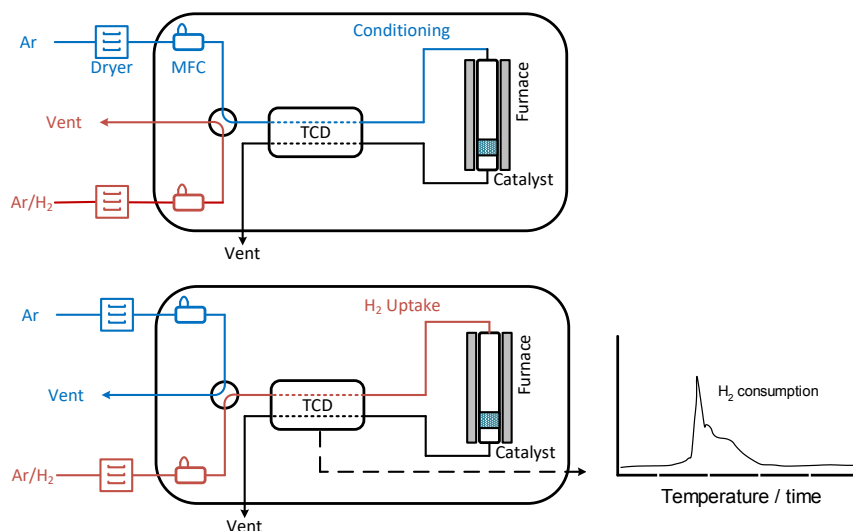 Conditioning
Ar
Dryer
MFC
Furnace
Vent
TCD
Catalyst
Ar/H₂
Vent
H₂ Uptake
Ar
Furnace
H₂ consumption
Vent
TCD
Catalyst
Ar/H₂
Temperature / time
Vent